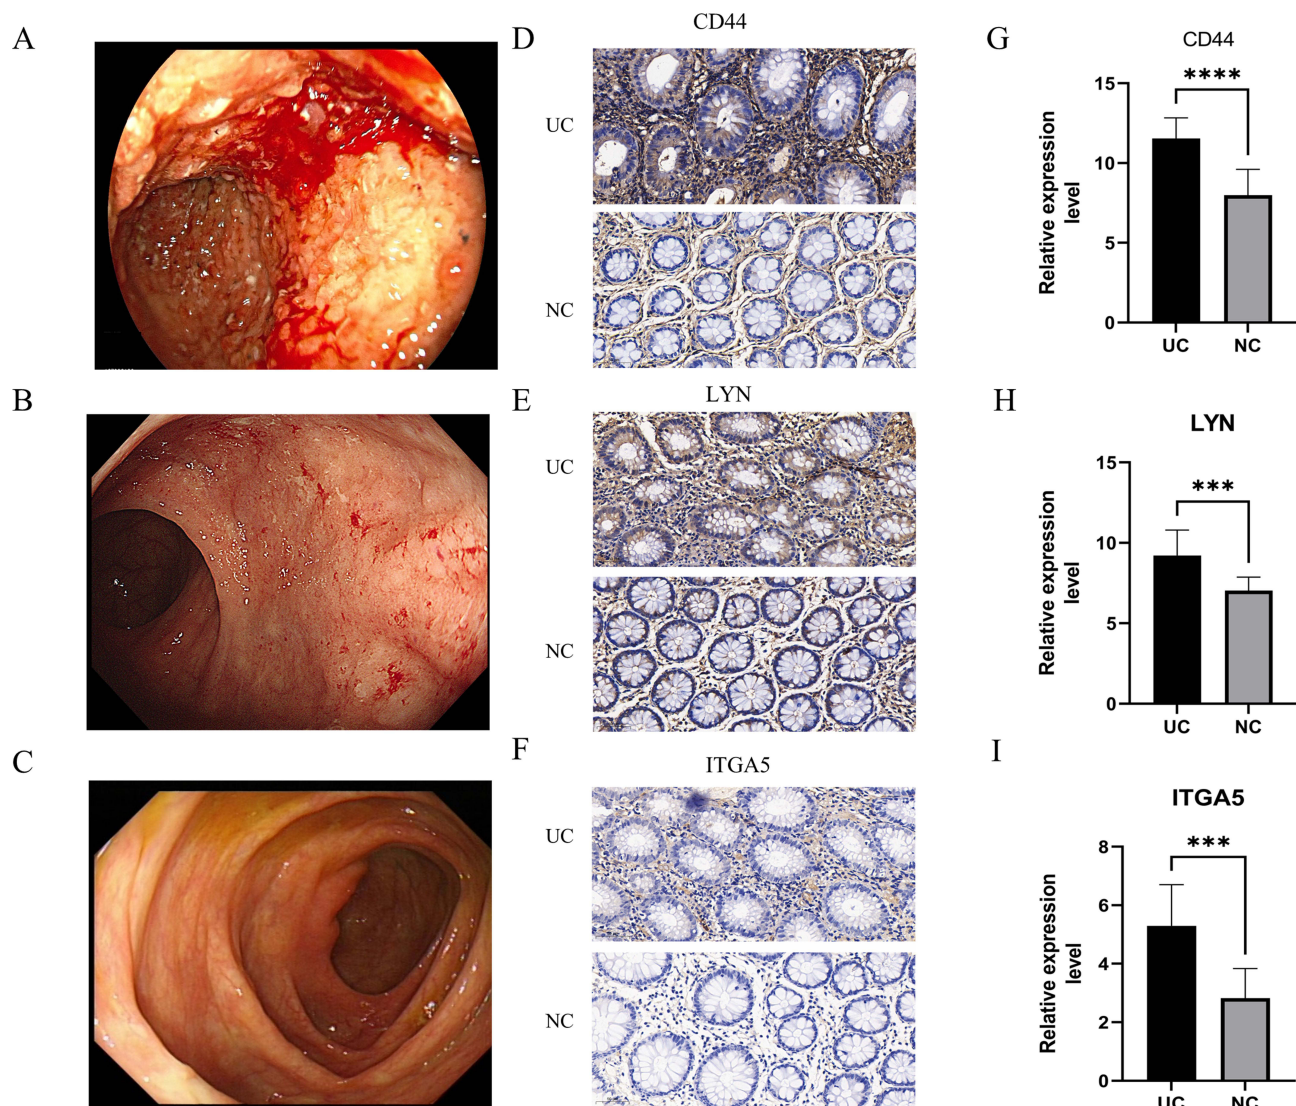 A
B
C
D
CD44
UC
NC
E
LYN
UC
NC
F
ITGA5
UC
NC
G
CD44
****
Relative expression
level
15
10
5
0
UC NC
H
LYN
***
Relative expression
level
15
10
5
0
UC NC
I
ITGA5
***
Relative expression
level
8
6
4
2
0
UC NC